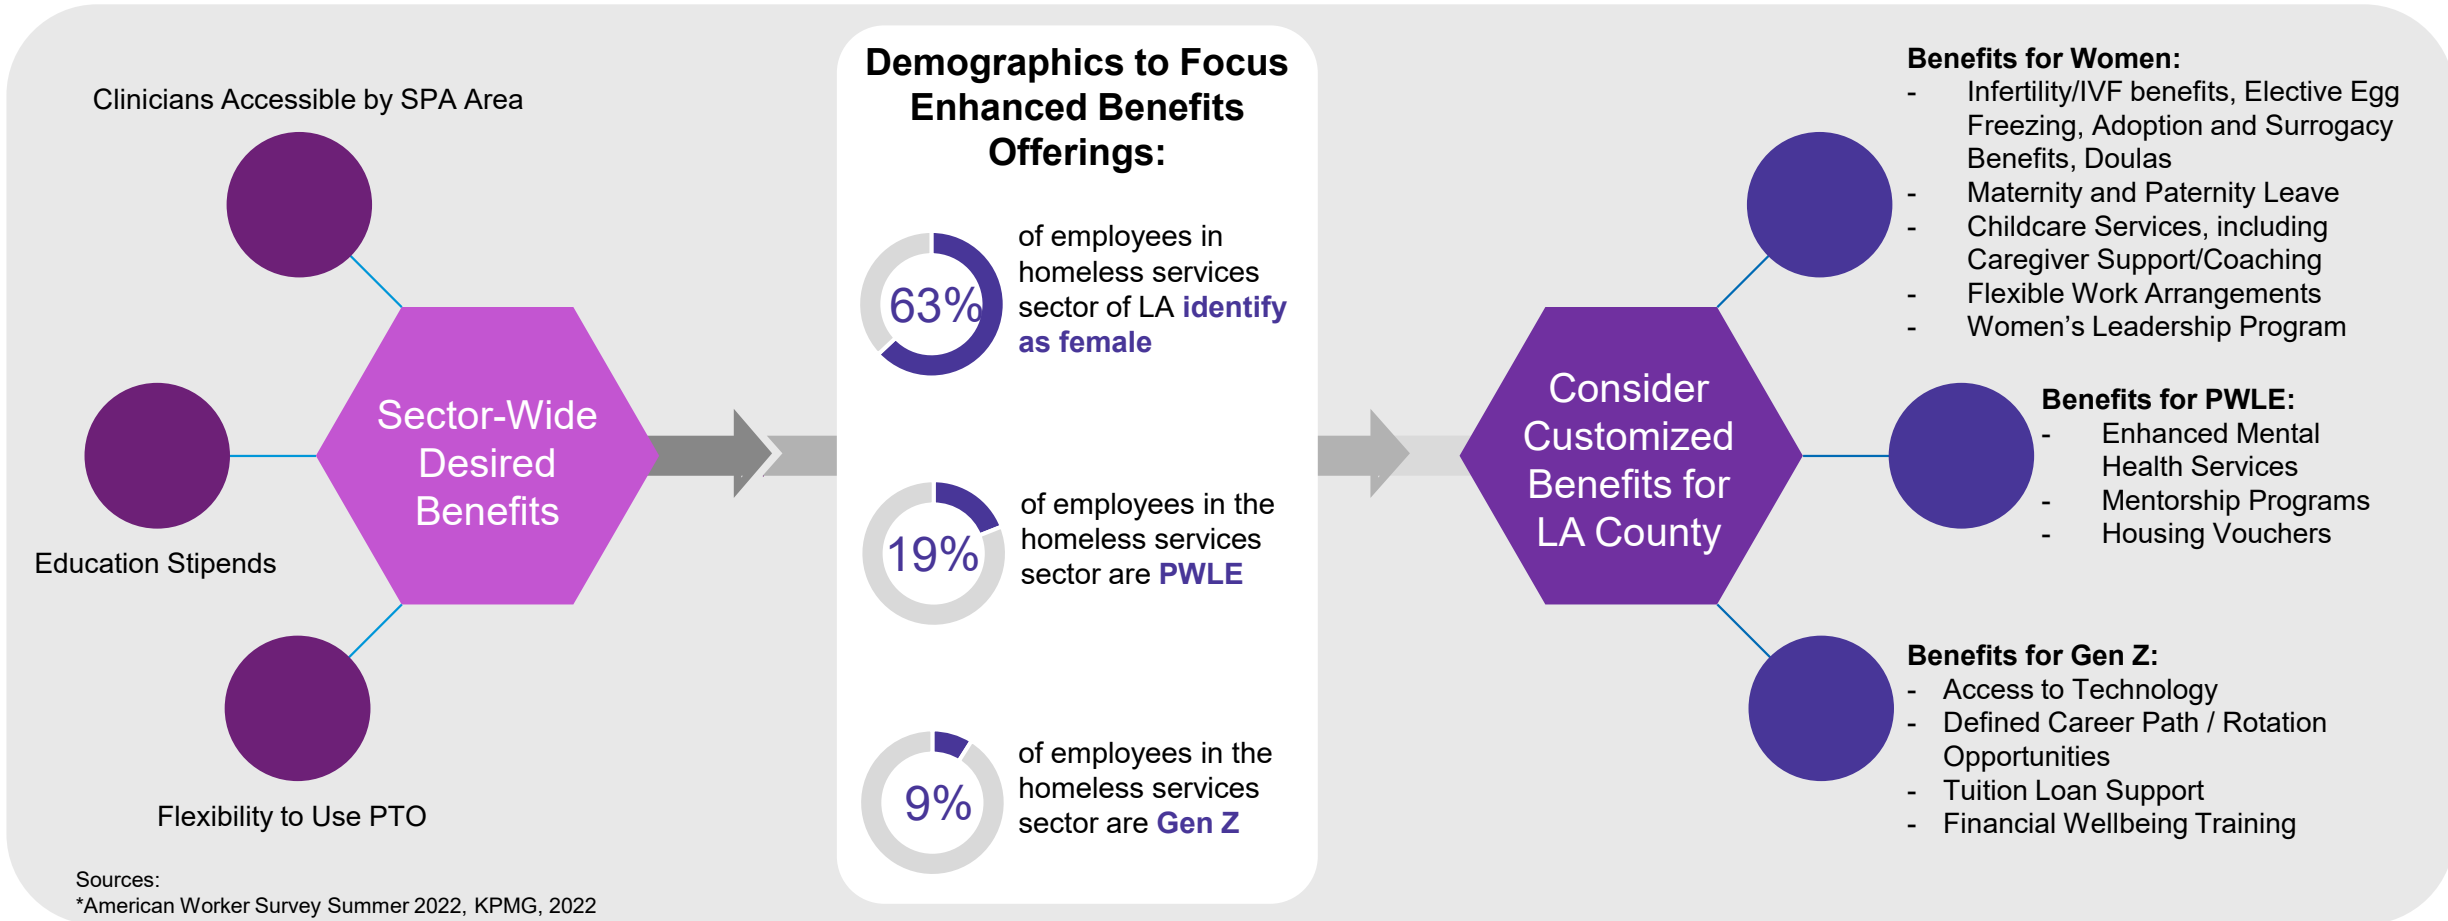 Clinicians Accessible by SPA Area
Education Stipends
Flexibility to Use PTO
Sector-Wide
Desired
Benefits
Sources:
*American Worker Survey Summer 2022, KPMG, 2022
Demographics to Focus
Enhanced Benefits
Offerings:
63%
of employees in
homeless services
sector of LA identify
as female
19%
of employees in the
homeless services
sector are PWLE
9%
of employees in the
homeless services
sector are Gen Z
Consider
Customized
Benefits for
LA County
Benefits for Women:
- Infertility/IVF benefits, Elective Egg
Freezing, Adoption and Surrogacy
Benefits, Doulas
- Maternity and Paternity Leave
- Childcare Services, including
Caregiver Support/Coaching
- Flexible Work Arrangements
- Women’s Leadership Program
Benefits for PWLE:
- Enhanced Mental
Health Services
- Mentorship Programs
- Housing Vouchers
Benefits for Gen Z:
- Access to Technology
- Defined Career Path / Rotation
Opportunities
- Tuition Loan Support
- Financial Wellbeing Training